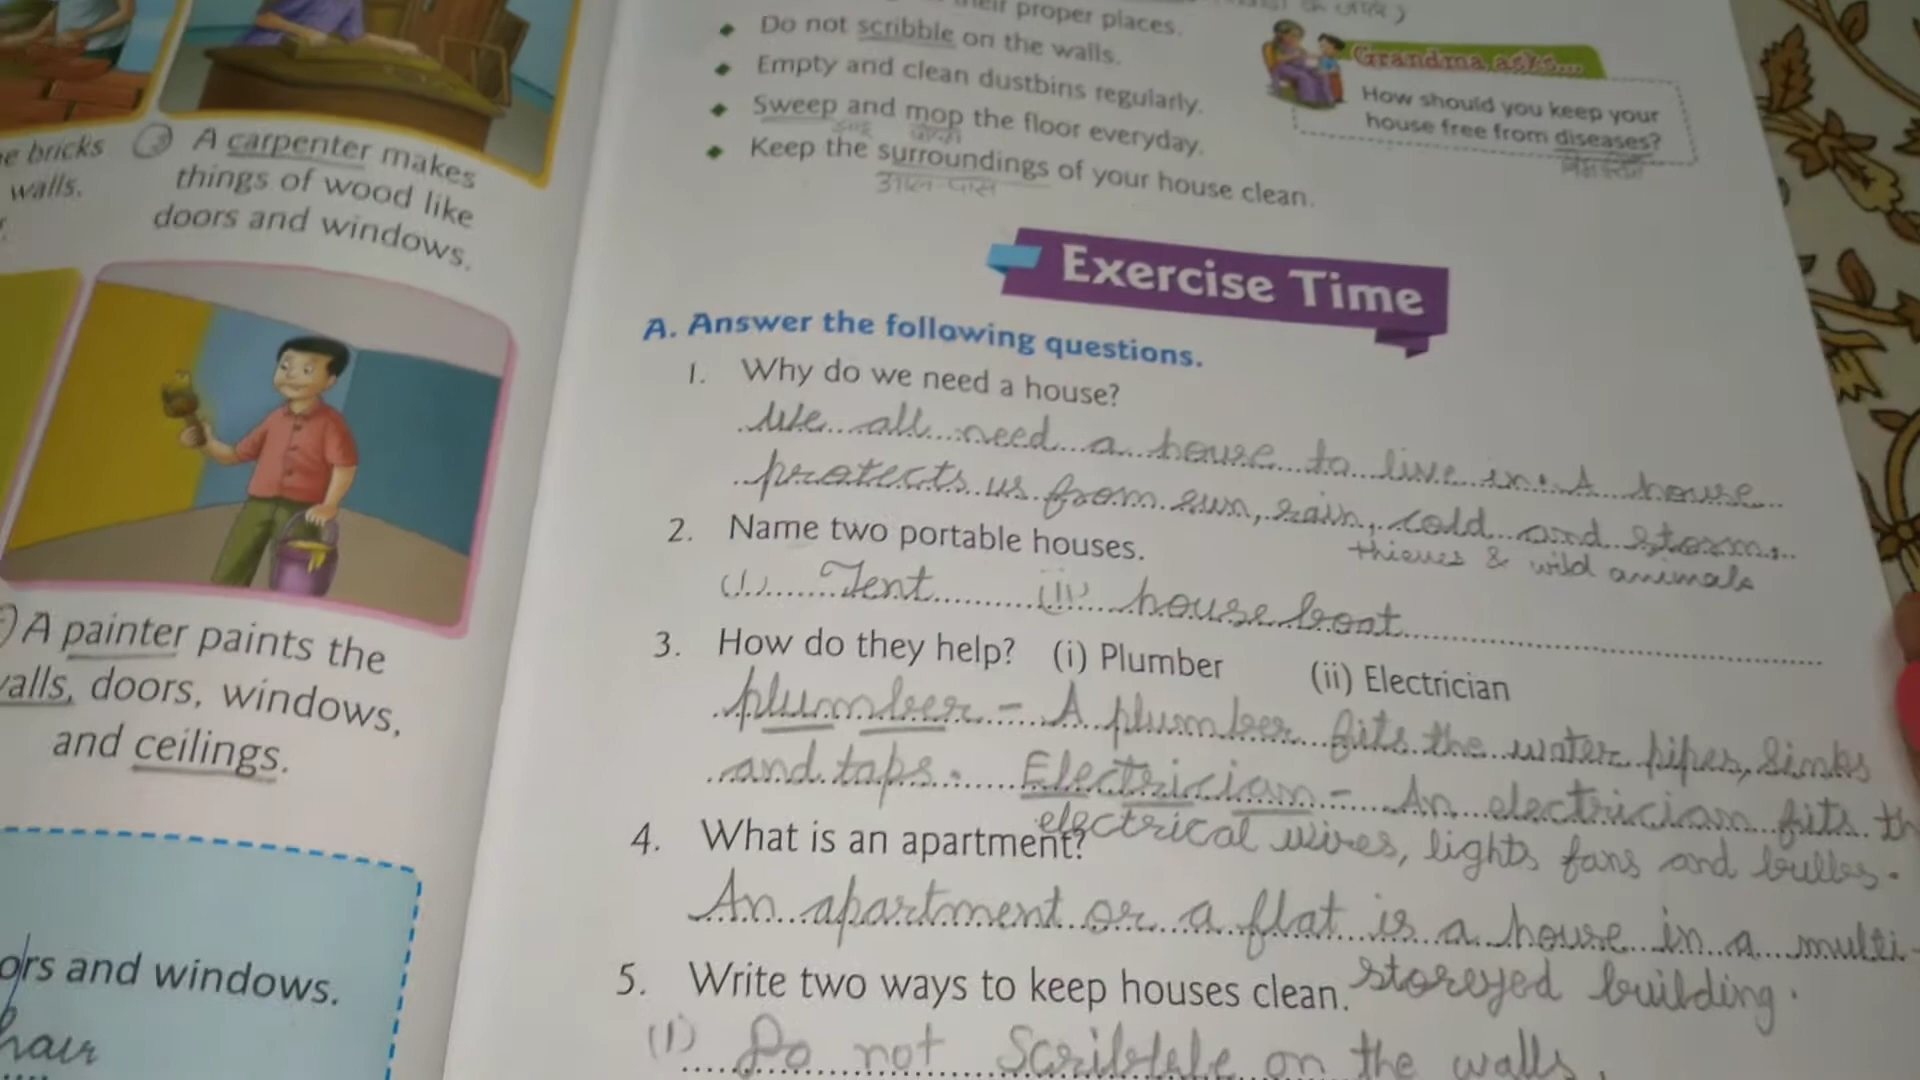 e bricks
walls.
A carpenter makes
things of wood like
doors and windows.
A painter paints the
walls, doors, windows,
and ceilings.
ors and windows.
hair
their proper places.
Do not scribble on the walls.
Empty and clean dustbins regularly.
Sweep and mop the floor everyday.
Keep the surroundings of your house clean.
आस-पास
Grandma asks...
How should you keep your
house free from diseases?
Exercise Time
A. Answer the following questions.
1. Why do we need a house?
We all need a house to live in. A house
protects us from sun, rain, cold and storm.
thieves & wild animals
2. Name two portable houses.
(i) Tent (ii) house boat
3. How do they help? (i) Plumber (ii) Electrician
plumber - A plumber fits the water pipes, Sinks
and taps. Electrician - An electrician fits th
electrical wires, lights fans and bulbs.
4. What is an apartment?
An apartment or a flat is a house in a multi-
storeyed building.
5. Write two ways to keep houses clean.
(1) Do not Scribble on the walls.